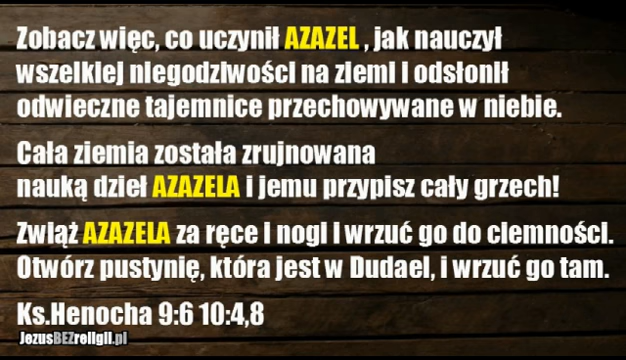 Zobacz więc, co uczynił AZAZEL , jak nauczył
wszelkiej niegodziwości na ziemi i odsłonił
odwieczne tajemnice przechowywane w niebie.
Cała ziemia została zrujnowana
nauką dzieł AZAZELA i jemu przypisz cały grzech!
Zwiąż AZAZELA za ręce i nogi i wrzuć go do ciemności.
Otwórz pustynię, która jest w Dudael, i wrzuć go tam.
Ks.Henocha 9:6 10:4,8
JezusBEZreligii.pl